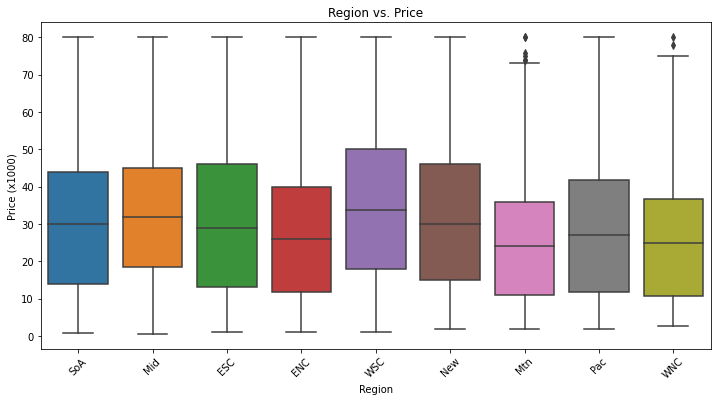 Region vs. Price
Price (x1000)
80
70
60
50
40
30
20
10
0
SoA
Mid
ESC
ENC
WSC
New
Mtn
Pac
WNC
Region